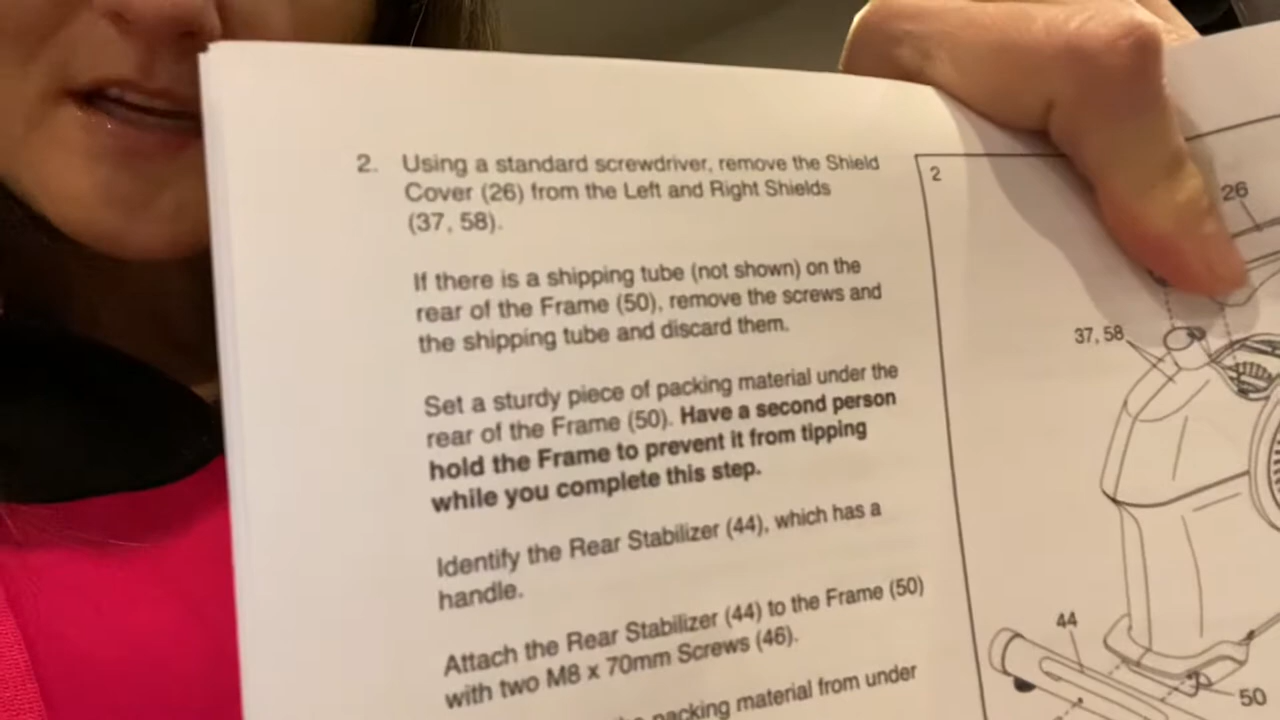 2. Using a standard screwdriver, remove the Shield
Cover (26) from the Left and Right Shields
(37, 58).
If there is a shipping tube (not shown) on the
rear of the Frame (50), remove the screws and
the shipping tube and discard them.
Set a sturdy piece of packing material under the
rear of the Frame (50). Have a second person
hold the Frame to prevent it from tipping
while you complete this step.
Identify the Rear Stabilizer (44), which has a
handle.
Attach the Rear Stabilizer (44) to the Frame (50)
with two M8 x 70mm Screws (46).
packing material from under
2
26
37, 58
44
50